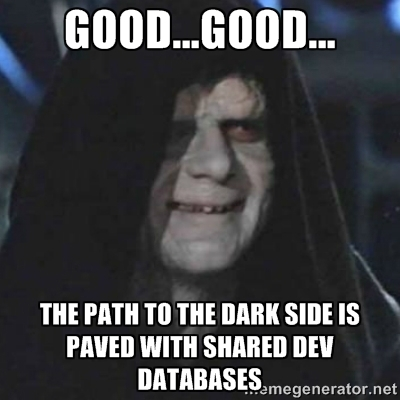 GOOD...GOOD...
THE PATH TO THE DARK SIDE IS
PAVED WITH SHARED DEV
DATABASES
memegenerator.net